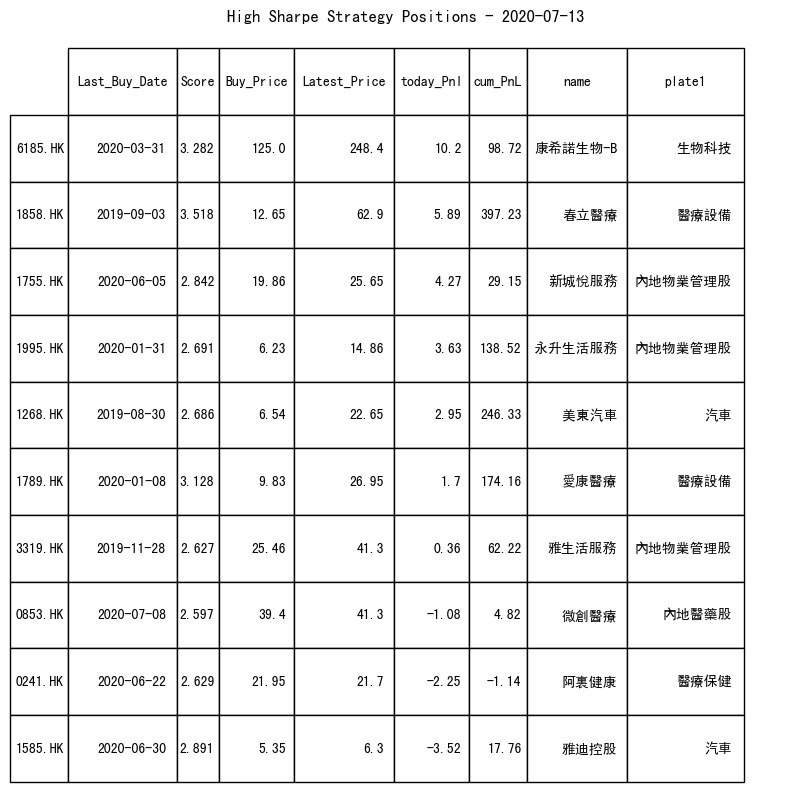 High Sharpe Strategy Positions - 2020-07-13
Last_Buy_Date Score Buy_Price Latest_Price today_Pnl cum_PnL name plate1
6185.HK 2020-03-31 3.282 125.0 248.4 10.2 98.72 康希諾生物-B 生物科技
1858.HK 2019-09-03 3.518 12.65 62.9 5.89 397.23 春立醫療 醫療設備
1755.HK 2020-06-05 2.842 19.86 25.65 4.27 29.15 新城悅服務 內地物業管理股
1995.HK 2020-01-31 2.691 6.23 14.86 3.63 138.52 永升生活服務 內地物業管理股
1268.HK 2019-08-30 2.686 6.54 22.65 2.95 246.33 美東汽車 汽車
1789.HK 2020-01-08 3.128 9.83 26.95 1.7 174.16 愛康醫療 醫療設備
3319.HK 2019-11-28 2.627 25.46 41.3 0.36 62.22 雅生活服務 內地物業管理股
0853.HK 2020-07-08 2.597 39.4 41.3 -1.08 4.82 微創醫療 內地醫藥股
0241.HK 2020-06-22 2.629 21.95 21.7 -2.25 -1.14 阿裏健康 醫療保健
1585.HK 2020-06-30 2.891 5.35 6.3 -3.52 17.76 雅迪控股 汽車